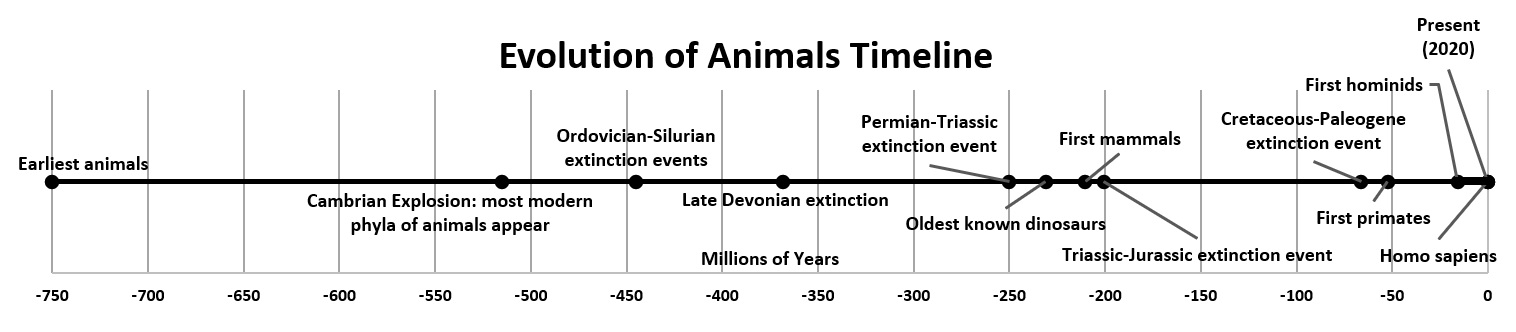 Evolution of Animals Timeline
Present
(2020)
First hominids
Cretaceous-Paleogene
extinction event
Permian-Triassic
extinction event
First mammals
Ordovician-Silurian
extinction events
Earliest animals
Cambrian Explosion: most modern
phyla of animals appear
Late Devonian extinction
Oldest known dinosaurs
First primates
Triassic-Jurassic extinction event
Homo sapiens
Millions of Years
-750 -700 -650 -600 -550 -500 -450 -400 -350 -300 -250 -200 -150 -100 -50 0